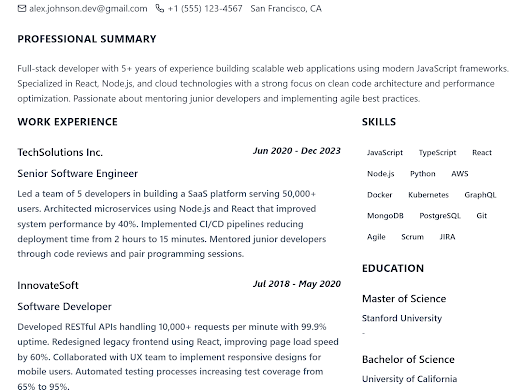 alex.johnson.dev@gmail.com +1 (555) 123-4567 San Francisco, CA
PROFESSIONAL SUMMARY
Full-stack developer with 5+ years of experience building scalable web applications using modern JavaScript frameworks.
Specialized in React, Node.js, and cloud technologies with a strong focus on clean code architecture and performance
optimization. Passionate about mentoring junior developers and implementing agile best practices.
WORK EXPERIENCE
TechSolutions Inc. Jun 2020 - Dec 2023
Senior Software Engineer
Led a team of 5 developers in building a SaaS platform serving 50,000+
users. Architected microservices using Node.js and React that improved
system performance by 40%. Implemented CI/CD pipelines reducing
deployment time from 2 hours to 15 minutes. Mentored junior developers
through code reviews and pair programming sessions.
InnovateSoft Jul 2018 - May 2020
Software Developer
Developed RESTful APIs handling 10,000+ requests per minute with 99.9%
uptime. Redesigned legacy frontend using React, improving page load speed
by 60%. Collaborated with UX team to implement responsive designs for
mobile users. Automated testing processes increasing test coverage from
65% to 95%.
SKILLS
JavaScript TypeScript React
Node.js Python AWS
Docker Kubernetes GraphQL
MongoDB PostgreSQL Git
Agile Scrum JIRA
EDUCATION
Master of Science
Stanford University
-
Bachelor of Science
University of California